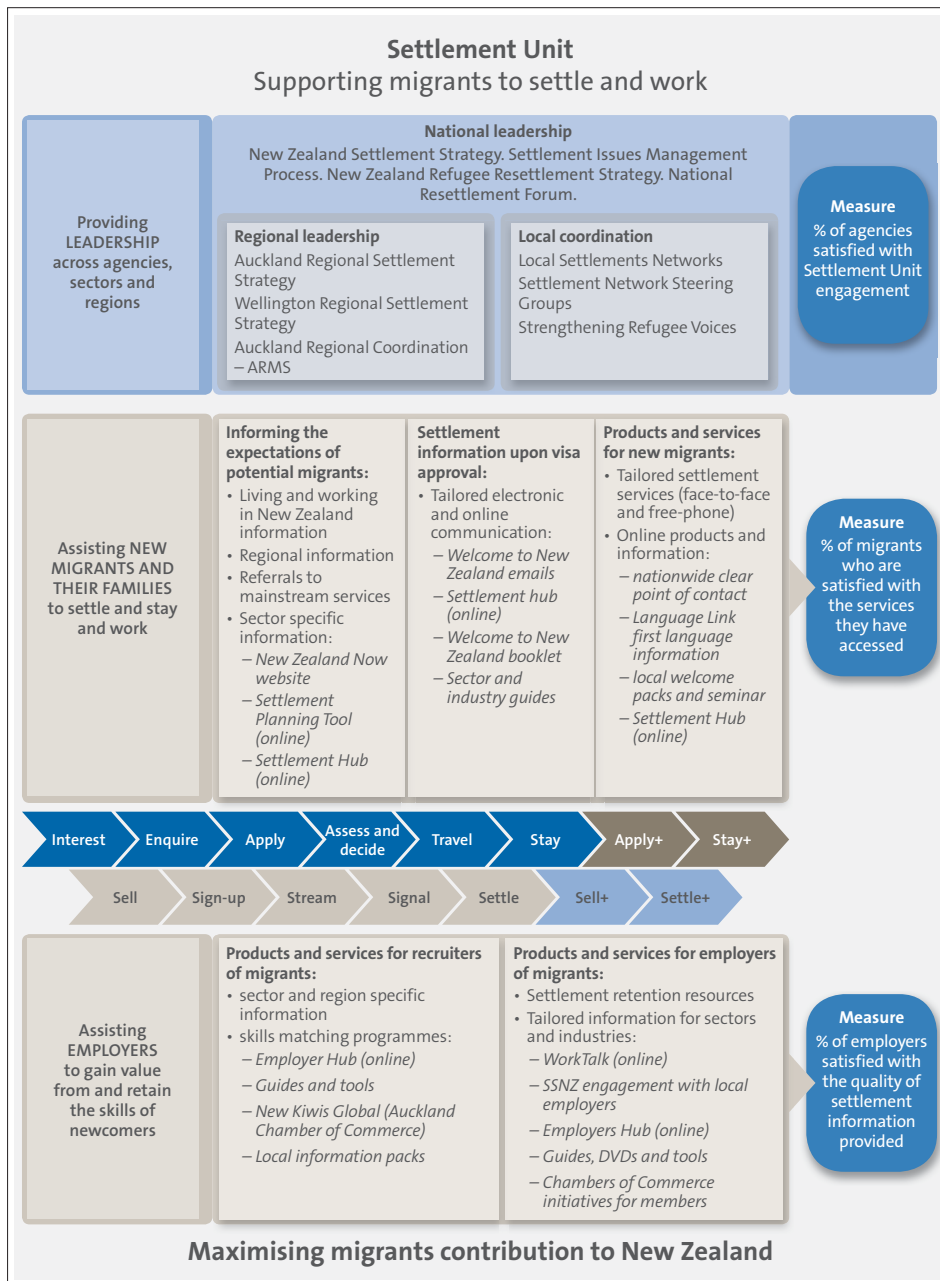 Settlement Unit
Supporting migrants to settle and work
Providing
LEADERSHIP
across agencies,
sectors and
regions
National leadership
New Zealand Settlement Strategy. Settlement Issues Management
Process. New Zealand Refugee Resettlement Strategy. National
Resettlement Forum.
Regional leadership
Auckland Regional Settlement
Strategy
Wellington Regional Settlement
Strategy
Auckland Regional Coordination
– ARMS
Local coordination
Local Settlements Networks
Settlement Network Steering
Groups
Strengthening Refugee Voices
Measure
% of agencies
satisfied with
Settlement Unit
engagement
Assisting NEW
MIGRANTS AND
THEIR FAMILIES
to settle and stay
and work
Informing the
expectations of
potential migrants:
• Living and working
in New Zealand
information
• Regional information
• Referrals to
mainstream services
• Sector specific
information:
– New Zealand Now
website
– Settlement
Planning Tool
(online)
– Settlement Hub
(online)
Settlement
information upon visa
approval:
• Tailored electronic
and online
communication:
– Welcome to New
Zealand emails
– Settlement hub
(online)
– Welcome to New
Zealand booklet
– Sector and
industry guides
Products and services
for new migrants:
• Tailored settlement
services (face-to-face
and free-phone)
• Online products and
information:
– nationwide clear
point of contact
– Language Link
first language
information
– local welcome
packs and seminar
– Settlement Hub
(online)
Measure
% of migrants
who are
satisfied with
the services
they have
accessed
Interest
Enquire
Apply
Assess and
decide
Travel
Stay
Apply+
Stay+
Sell
Sign-up
Stream
Signal
Settle
Sell+
Settle+
Assisting
EMPLOYERS
to gain value
from and retain
the skills of
newcomers
Products and services for recruiters
of migrants:
• sector and region specific
information
• skills matching programmes:
– Employer Hub (online)
– Guides and tools
– New Kiwis Global (Auckland
Chamber of Commerce)
– Local information packs
Products and services for employers
of migrants:
• Settlement retention resources
• Tailored information for sectors
and industries:
– WorkTalk (online)
– SSNZ engagement with local
employers
– Employers Hub (online)
– Guides, DVDs and tools
– Chambers of Commerce
initiatives for members
Measure
% of employers
satisfied with
the quality of
settlement
information
provided
Maximising migrants contribution to New Zealand